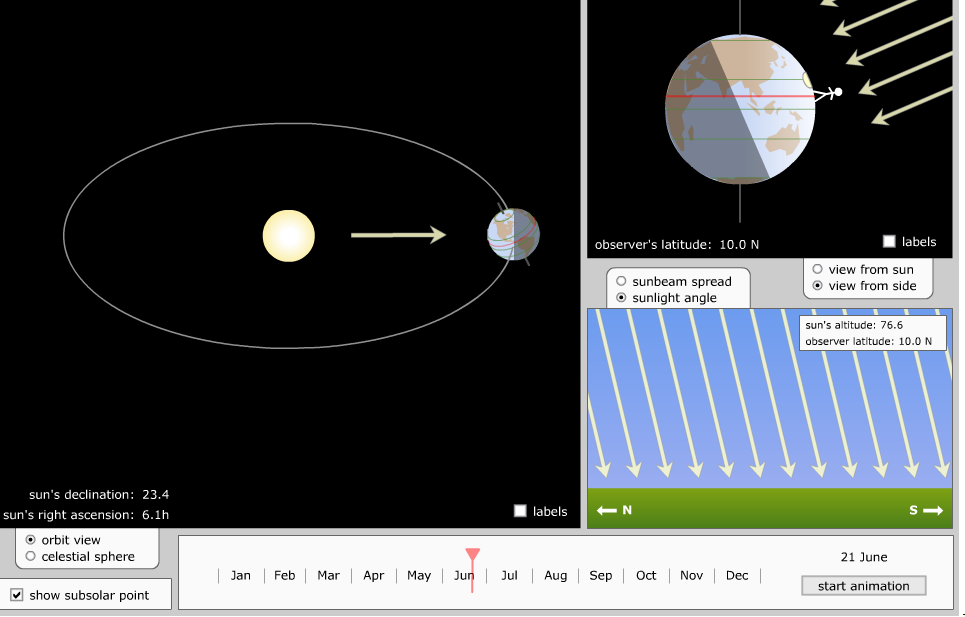 observer's latitude: 10.0 N
labels
view from sun
view from side
sunbeam spread
sunlight angle
sun's altitude: 76.6
observer latitude: 10.0 N
N
S
sun's declination: 23.4
sun's right ascension: 6.1h
labels
orbit view
celestial sphere
show subsolar point
Jan Feb Mar Apr May Jun Jul Aug Sep Oct Nov Dec
21 June
start animation